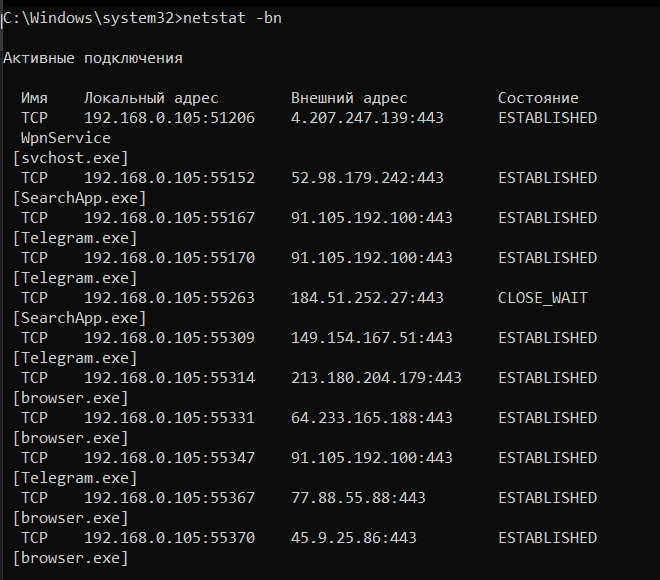 C:\Windows\system32>netstat -bn
Активные подключения
Имя Локальный адрес Внешний адрес Состояние
TCP 192.168.0.105:51206 4.207.247.139:443 ESTABLISHED
WpnService
[svchost.exe]
TCP 192.168.0.105:55152 52.98.179.242:443 ESTABLISHED
[SearchApp.exe]
TCP 192.168.0.105:55167 91.105.192.100:443 ESTABLISHED
[Telegram.exe]
TCP 192.168.0.105:55170 91.105.192.100:443 ESTABLISHED
[Telegram.exe]
TCP 192.168.0.105:55263 184.51.252.27:443 CLOSE_WAIT
[SearchApp.exe]
TCP 192.168.0.105:55309 149.154.167.51:443 ESTABLISHED
[Telegram.exe]
TCP 192.168.0.105:55314 213.180.204.179:443 ESTABLISHED
[browser.exe]
TCP 192.168.0.105:55331 64.233.165.188:443 ESTABLISHED
[browser.exe]
TCP 192.168.0.105:55347 91.105.192.100:443 ESTABLISHED
[Telegram.exe]
TCP 192.168.0.105:55367 77.88.55.88:443 ESTABLISHED
[browser.exe]
TCP 192.168.0.105:55370 45.9.25.86:443 ESTABLISHED
[browser.exe]